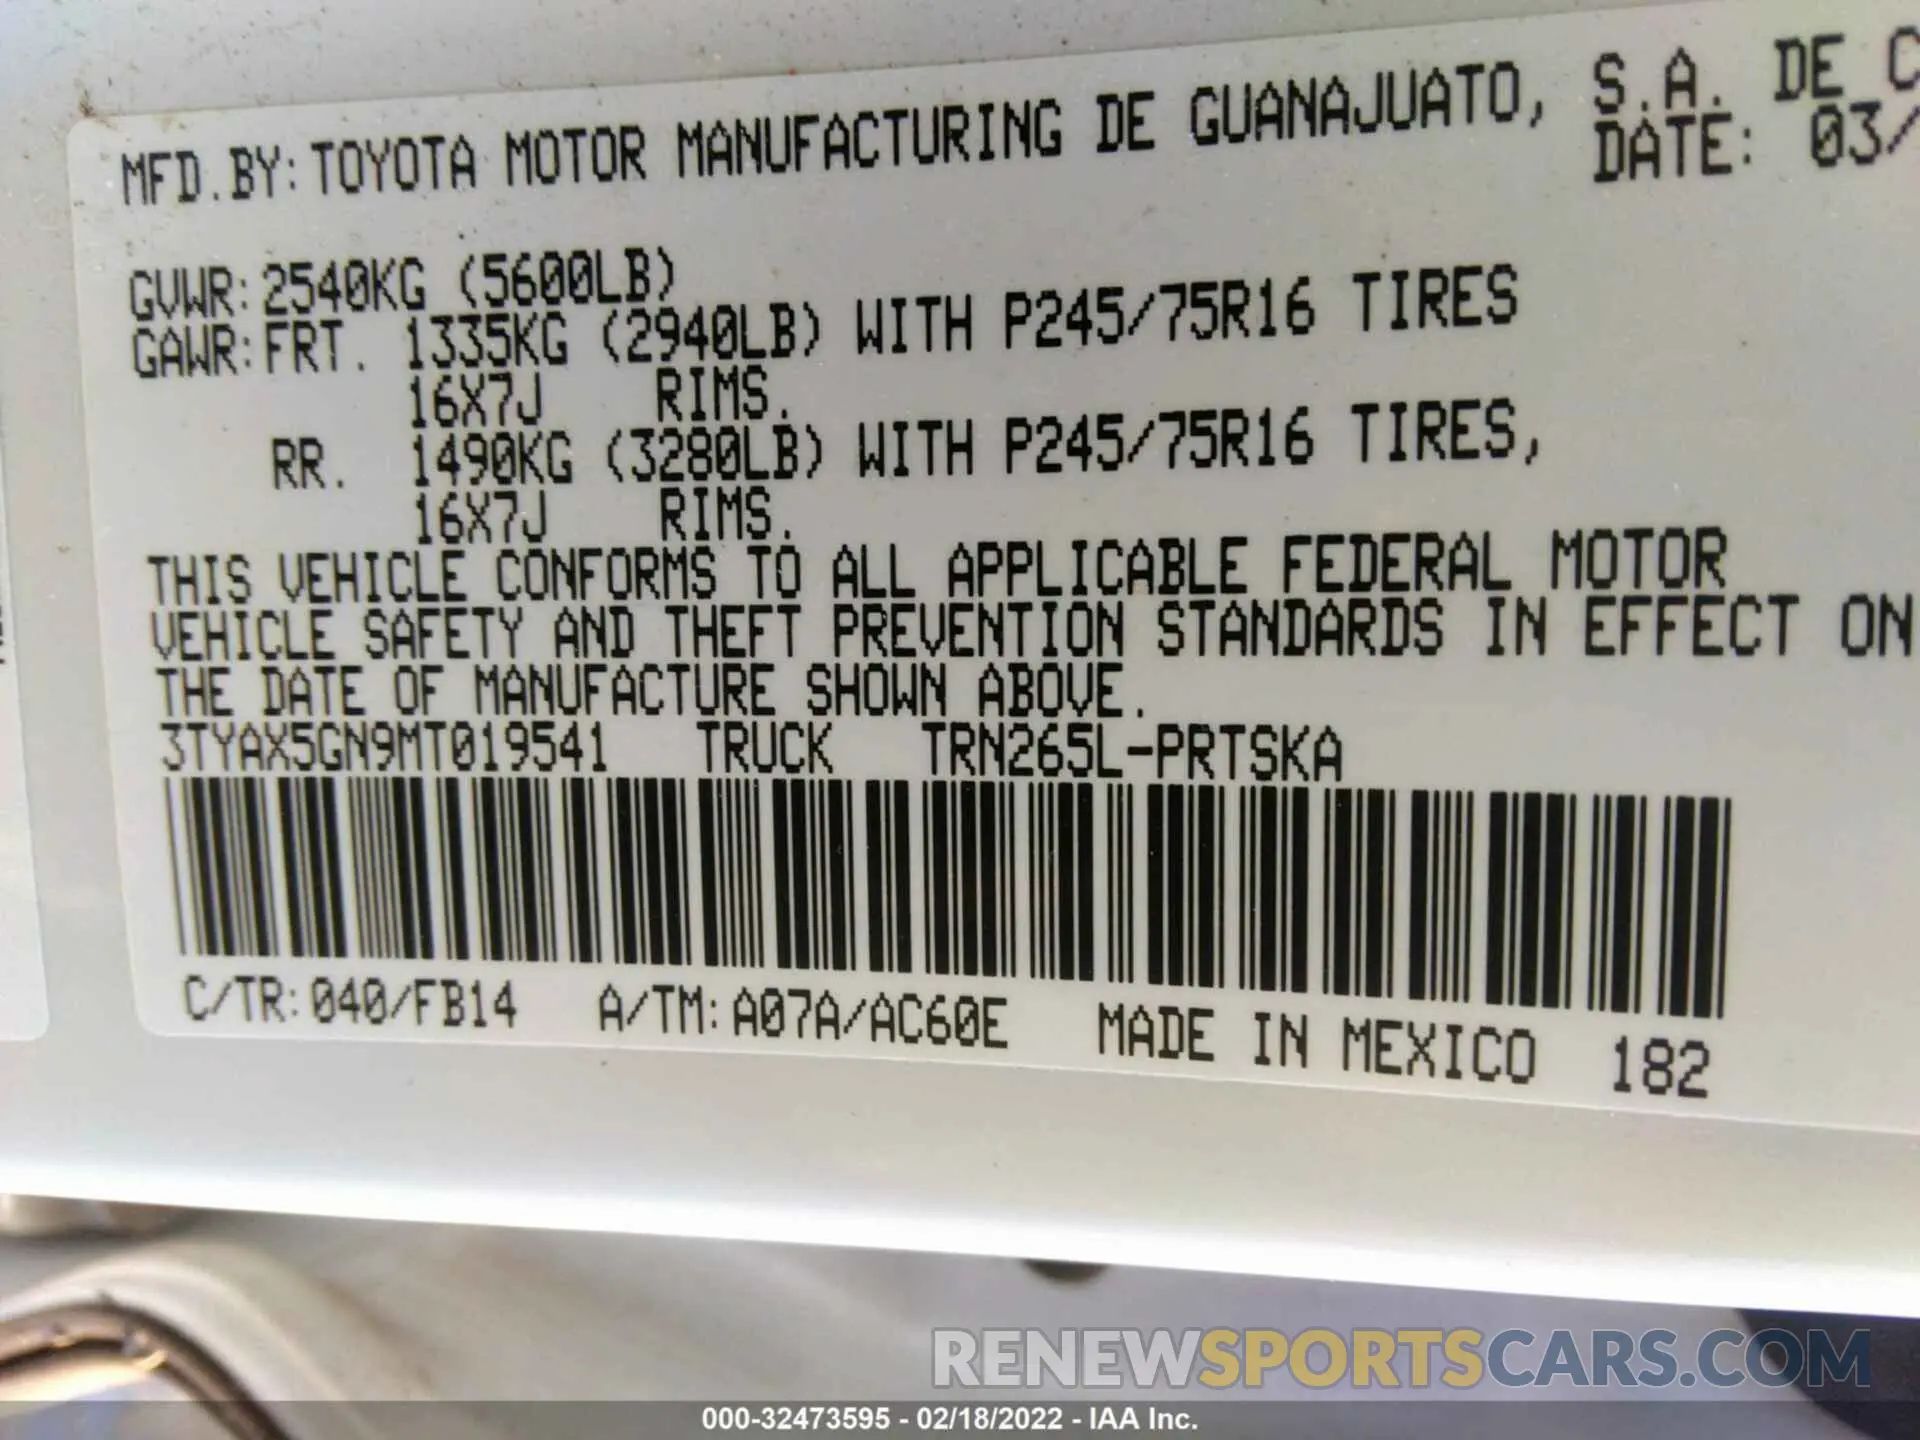 MFD.BY:TOYOTA MOTOR MANUFACTURING DE GUANAJUATO, S.A. DE C
DATE: 03/
GVWR:2540KG (5600LB)
GAWR:FRT. 1335KG (2940LB) WITH P245/75R16 TIRES
16X7J RIMS.
RR. 1490KG (3280LB) WITH P245/75R16 TIRES,
16X7J RIMS.
THIS VEHICLE CONFORMS TO ALL APPLICABLE FEDERAL MOTOR
VEHICLE SAFETY AND THEFT PREVENTION STANDARDS IN EFFECT ON
THE DATE OF MANUFACTURE SHOWN ABOVE.
3TYAX5GN9MT019541 TRUCK TRN265L-PRTSKA
C/TR:040/FB14 A/TM:A07A/AC60E MADE IN MEXICO 182
RENEWSPORTSCARS.COM
000-32473595 - 02/18/2022 - IAA Inc.